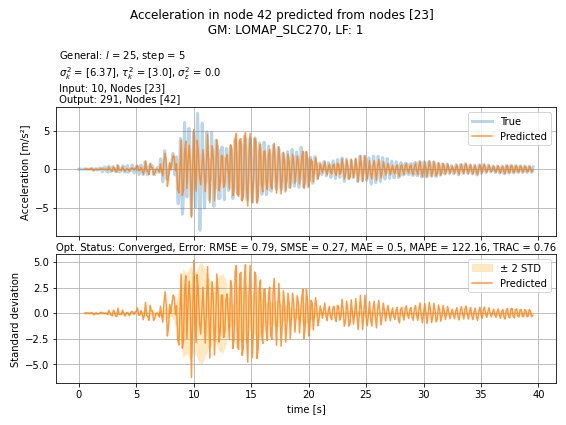 Acceleration in node 42 predicted from nodes [23]
GM: LOMAP_SLC270, LF: 1
General: l = 25, step = 5
σ²ₖ = [6.37], τ²ₖ = [3.0], σ²ₑ = 0.0
Input: 10, Nodes [23]
Output: 291, Nodes [42]
Acceleration [m/s²]
5
0
−5
True
Predicted
Opt. Status: Converged, Error: RMSE = 0.79, SMSE = 0.27, MAE = 0.5, MAPE = 122.16, TRAC = 0.76
Standard deviation
5.0
2.5
0.0
−2.5
−5.0
± 2 STD
Predicted
0 5 10 15 20 25 30 35 40
time [s]